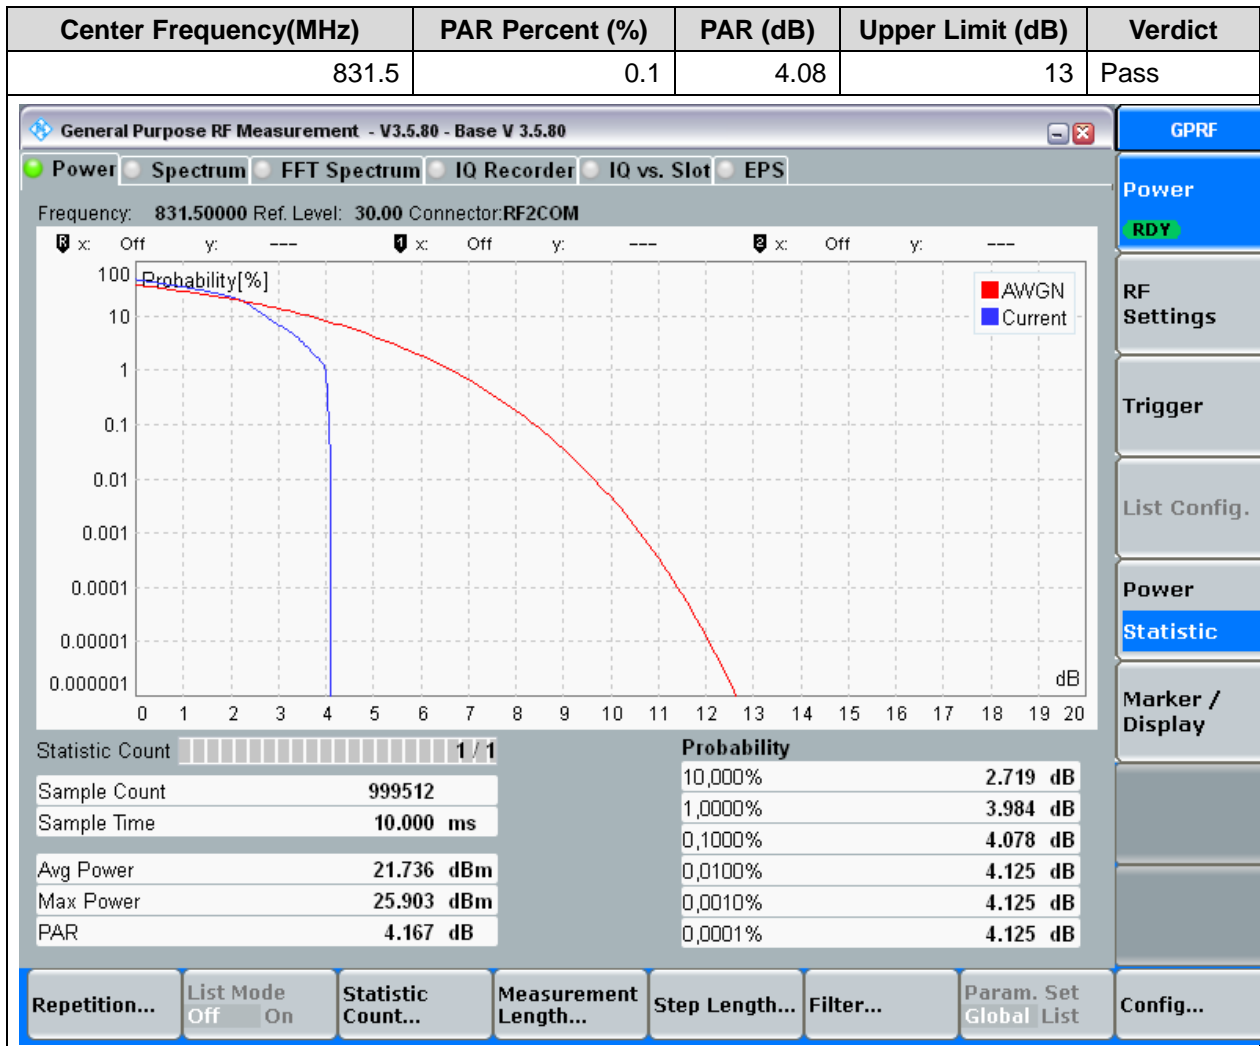 Center Frequency(MHz) PAR Percent (%) PAR (dB) Upper Limit (dB) Verdict
831.5 0.1 4.08 13 Pass
General Purpose RF Measurement - V3.5.80 - Base V 3.5.80
GPRF
Power Spectrum FFT Spectrum IQ Recorder IQ vs. Slot EPS
Power
RDY
Frequency: 831.50000 Ref. Level: 30.00 Connector:RF2COM
R x: Off y: --- 1 x: Off y: --- 2 x: Off y: ---
Probability[%]
AWGN
Current
100
10
1
0.1
0.01
0.001
0.0001
0.00001
0.000001
dB
0 1 2 3 4 5 6 7 8 9 10 11 12 13 14 15 16 17 18 19 20
RF
Settings
Trigger
List Config.
Power
Statistic
Marker /
Display
Statistic Count 1 / 1
Sample Count 999512
Sample Time 10.000 ms
Avg Power 21.736 dBm
Max Power 25.903 dBm
PAR 4.167 dB
Probability
10,000% 2.719 dB
1,0000% 3.984 dB
0,1000% 4.078 dB
0,0100% 4.125 dB
0,0010% 4.125 dB
0,0001% 4.125 dB
Repetition...
List Mode
Off On
Statistic
Count...
Measurement
Length...
Step Length...
Filter...
Param. Set
Global List
Config...